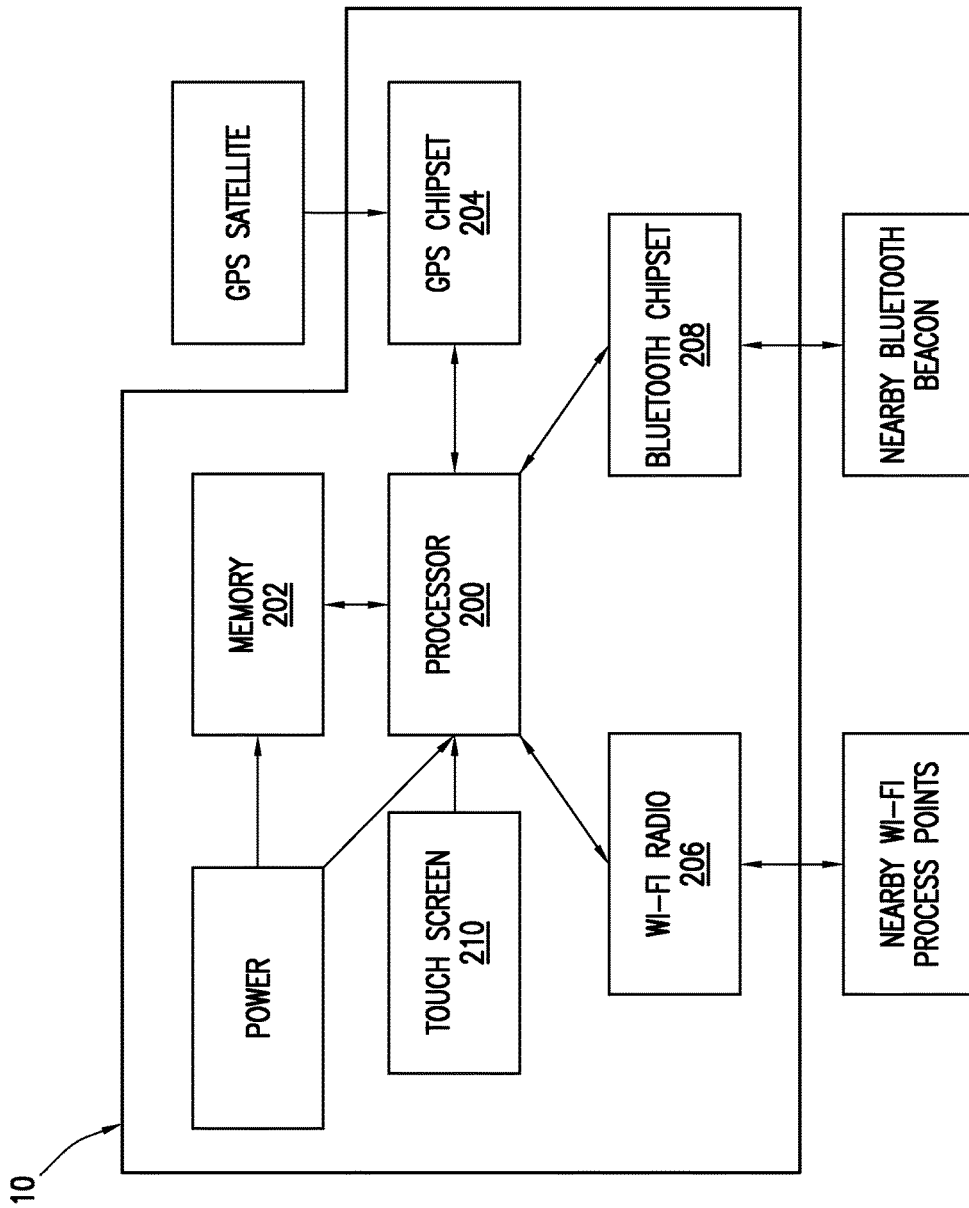 10
POWER
MEMORY
202
GPS SATELLITE
TOUCH SCREEN
210
PROCESSOR
200
GPS CHIPSET
204
WI-FI RADIO
206
BLUETOOTH CHIPSET
208
NEARBY WI-FI
PROCESS POINTS
NEARBY BLUETOOTH
BEACON